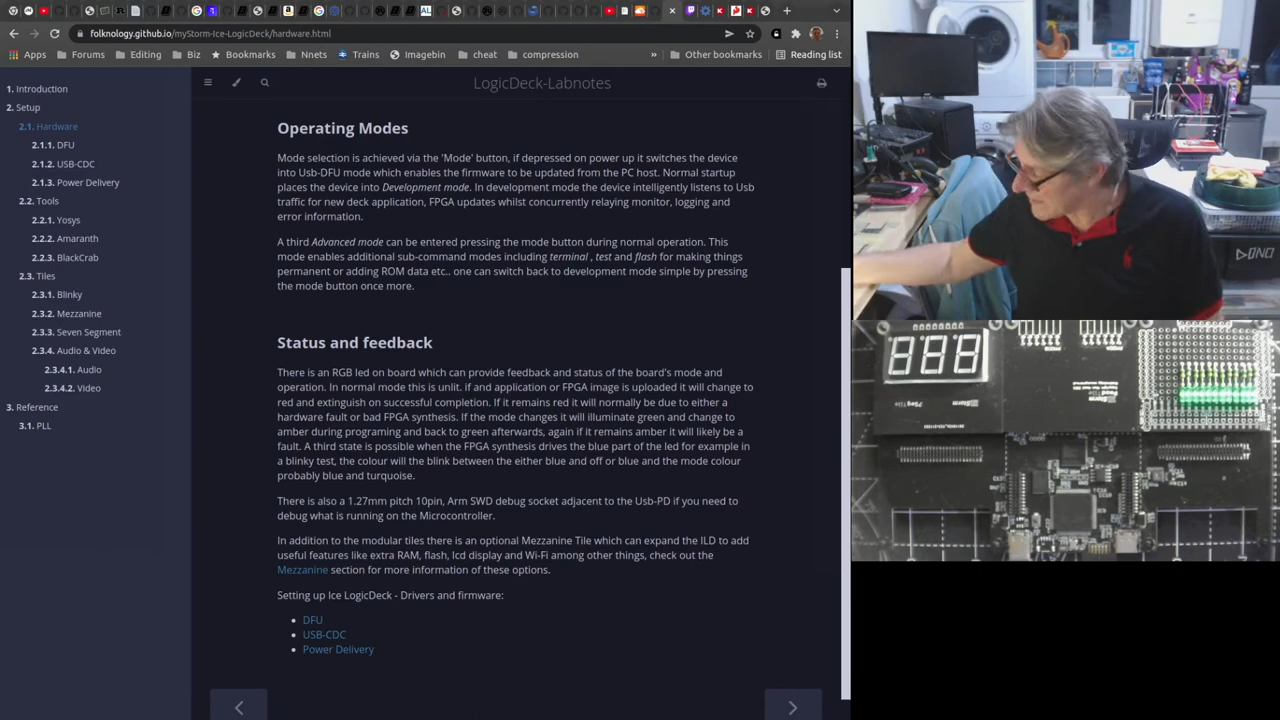 folknology.github.io/myStorm-Ice-LogicDeck/hardware.html
Apps
Forums
Editing
Biz
Bookmarks
Nnets
Trains
Imagebin
cheat
compression
»
Other bookmarks
Reading list
1. Introduction
2. Setup
2.1. Hardware
2.1.1. DFU
2.1.2. USB-CDC
2.1.3. Power Delivery
2.2. Tools
2.2.1. Yosys
2.2.2. Amaranth
2.2.3. BlackCrab
2.3. Tiles
2.3.1. Blinky
2.3.2. Mezzanine
2.3.3. Seven Segment
2.3.4. Audio & Video
2.3.4.1. Audio
2.3.4.2. Video
3. Reference
3.1. PLL
LogicDeck-Labnotes
Operating Modes
Mode selection is achieved via the 'Mode' button, if depressed on power up it switches the
device into Usb-DFU mode which enables the firmware to be updated from the PC host. Normal startup
places the device into Development mode. In development mode the device intelligently listens to Usb
traffic for new deck application, FPGA updates whilst concurrently relaying monitor, logging and
error information.
A third Advanced mode can be entered pressing the mode button during normal operation. This
mode enables additional sub-command modes including terminal , test and flash for making things
permanent or adding ROM data etc.. one can switch back to development mode simple by pressing
the mode button once more.
Status and feedback
There is an RGB led on board which can provide feedback and status of the board's mode and
operation. In normal mode this is unlit. if and application or FPGA image is uploaded it will change to
red and extinguish on successful completion. If it remains red it will normally be due to either a
hardware fault or bad FPGA synthesis. If the mode changes it will illuminate green and change to
amber during programing and back to green afterwards, again if it remains amber it will likely be a
fault. A third state is possible when the FPGA synthesis drives the blue part of the led for example in
a blinky test, the colour will the blink between the either blue and off or blue and the mode colour
probably blue and turquoise.
There is also a 1.27mm pitch 10pin, Arm SWD debug socket adjacent to the Usb-PD if you need to
debug what is running on the Microcontroller.
In addition to the modular tiles there is an optional Mezzanine Tile which can expand the ILD to add
useful features like extra RAM, flash, lcd display and Wi-Fi among other things, check out the
Mezzanine section for more information of these options.
Setting up Ice LogicDeck - Drivers and firmware:
DFU
USB-CDC
Power Delivery